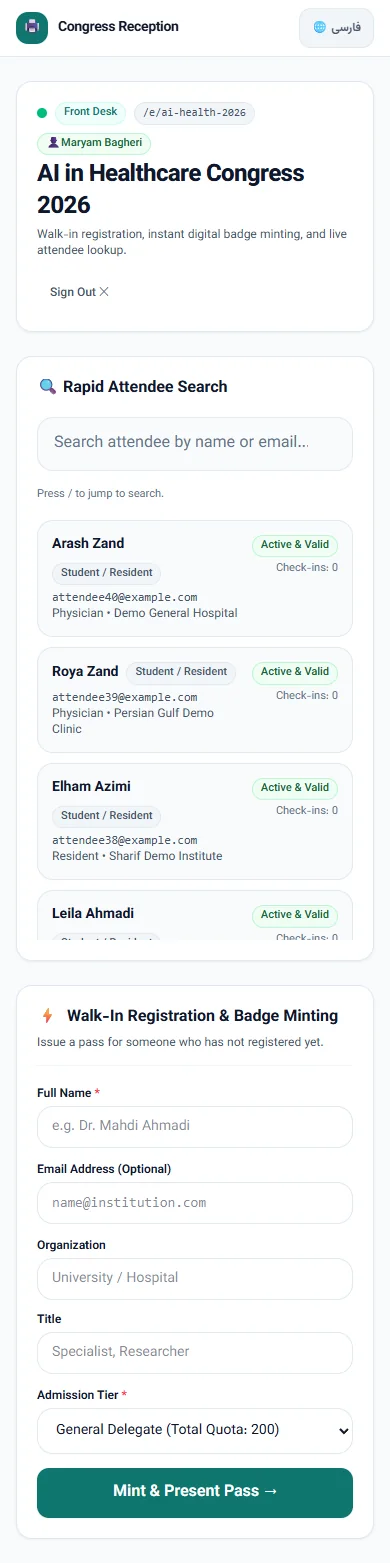 Congress Reception
🌐 فارسی
Front Desk
/e/ai-health-2026
👤 Maryam Bagheri
AI in Healthcare Congress
2026
Walk-in registration, instant digital badge minting, and live
attendee lookup.
Sign Out ✕
🔍 Rapid Attendee Search
Search attendee by name or email...
Press / to jump to search.
Arash Zand
Active & Valid
Student / Resident
Check-ins: 0
attendee40@example.com
Physician • Demo General Hospital
Roya Zand
Student / Resident
Active & Valid
Check-ins: 0
attendee39@example.com
Physician • Persian Gulf Demo
Clinic
Elham Azimi
Active & Valid
Student / Resident
Check-ins: 0
attendee38@example.com
Resident • Sharif Demo Institute
Leila Ahmadi
Active & Valid
Student / Resident
Check-ins: 0
⚡ Walk-In Registration & Badge Minting
Issue a pass for someone who has not registered yet.
Full Name *
e.g. Dr. Mahdi Ahmadi
Email Address (Optional)
name@institution.com
Organization
University / Hospital
Title
Specialist, Researcher
Admission Tier *
General Delegate (Total Quota: 200)
Mint & Present Pass →